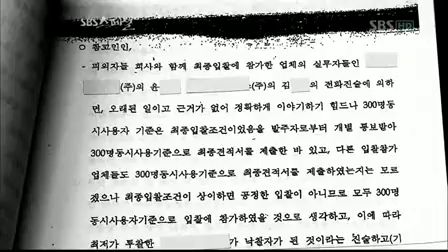 SBS스페셜
SBS HD
○ 참고인인,
- 피의자들 회사와 함께 최종입찰에 참가한 업체의 실무자들인
(주)의 윤 (주)의 김 의 전화진술에 의하
면, 오래된 일이고 근거가 없어 정확하게 이야기하기 힘드나 300명동
시사용자 기준은 최종입찰조건이었음을 발주자로부터 개별 통보받아
300명동시사용기준으로 최종견적서를 제출한 바 있고, 다른 입찰참가
업체들도 300명동시사용기준으로 최종견적서를 제출하였는지는 모르
겠으나 최종입찰조건이 상이하면 공정한 입찰이 아니므로 모두 300명
동시사용자기준으로 입찰에 참가하였을 것으로 생각하고, 이에 따라
최저가 투찰한 가 낙찰자가 된 것이라는 진술하고(기